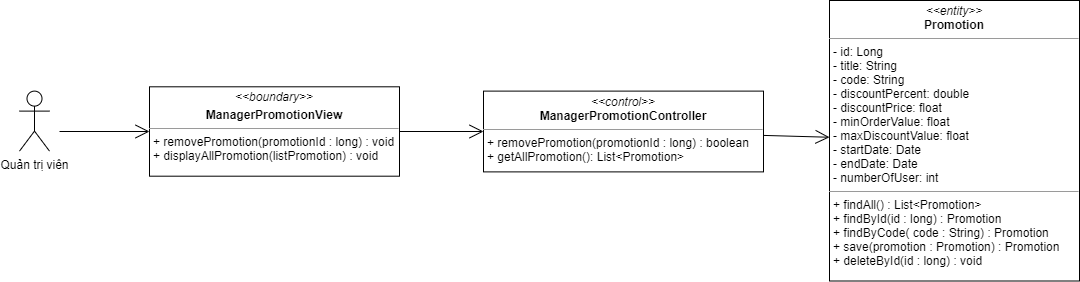 Quản trị viên
<<boundary>>
ManagerPromotionView
+ removePromotion(promotionId : long) : void
+ displayAllPromotion(listPromotion) : void
<<control>>
ManagerPromotionController
+ removePromotion(promotionId : long) : boolean
+ getAllPromotion(): List<Promotion>
<<entity>>
Promotion
- id: Long
- title: String
- code: String
- discountPercent: double
- discountPrice: float
- minOrderValue: float
- maxDiscountValue: float
- startDate: Date
- endDate: Date
- numberOfUser: int
+ findAll() : List<Promotion>
+ findById(id : long) : Promotion
+ findByCode( code : String) : Promotion
+ save(promotion : Promotion) : Promotion
+ deleteById(id : long) : void